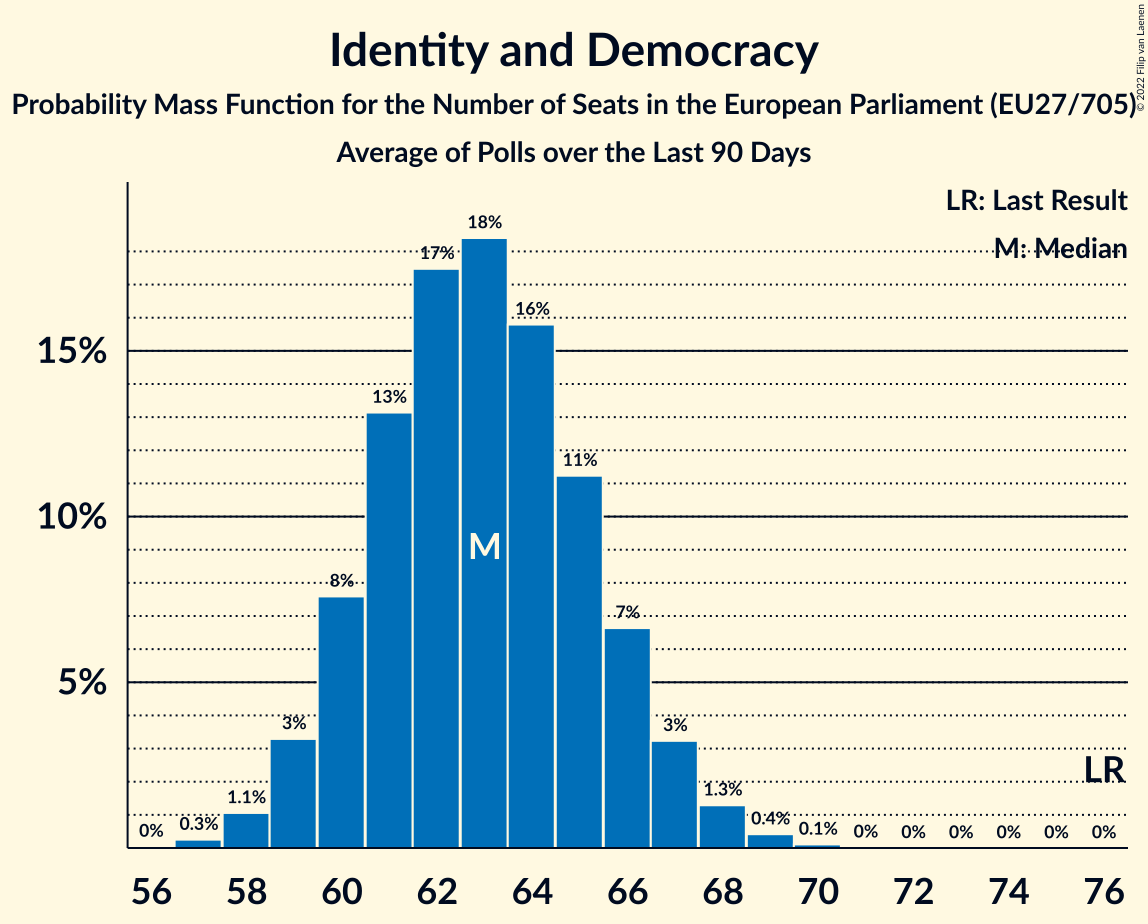 Identity and Democracy
Probability Mass Function for the Number of Seats in the European Parliament (EU27/705)
Average of Polls over the Last 90 Days
© 2022 Filip van Laenen
LR: Last Result
M: Median
18%
17%
16%
15%
13%
11%
10%
M
8%
7%
5%
3%
3%
LR
1.3%
1.1%
0.4%
0.3%
0.1%
0%
0%
0%
0%
0%
0%
0%
56 58 60 62 64 66 68 70 72 74 76